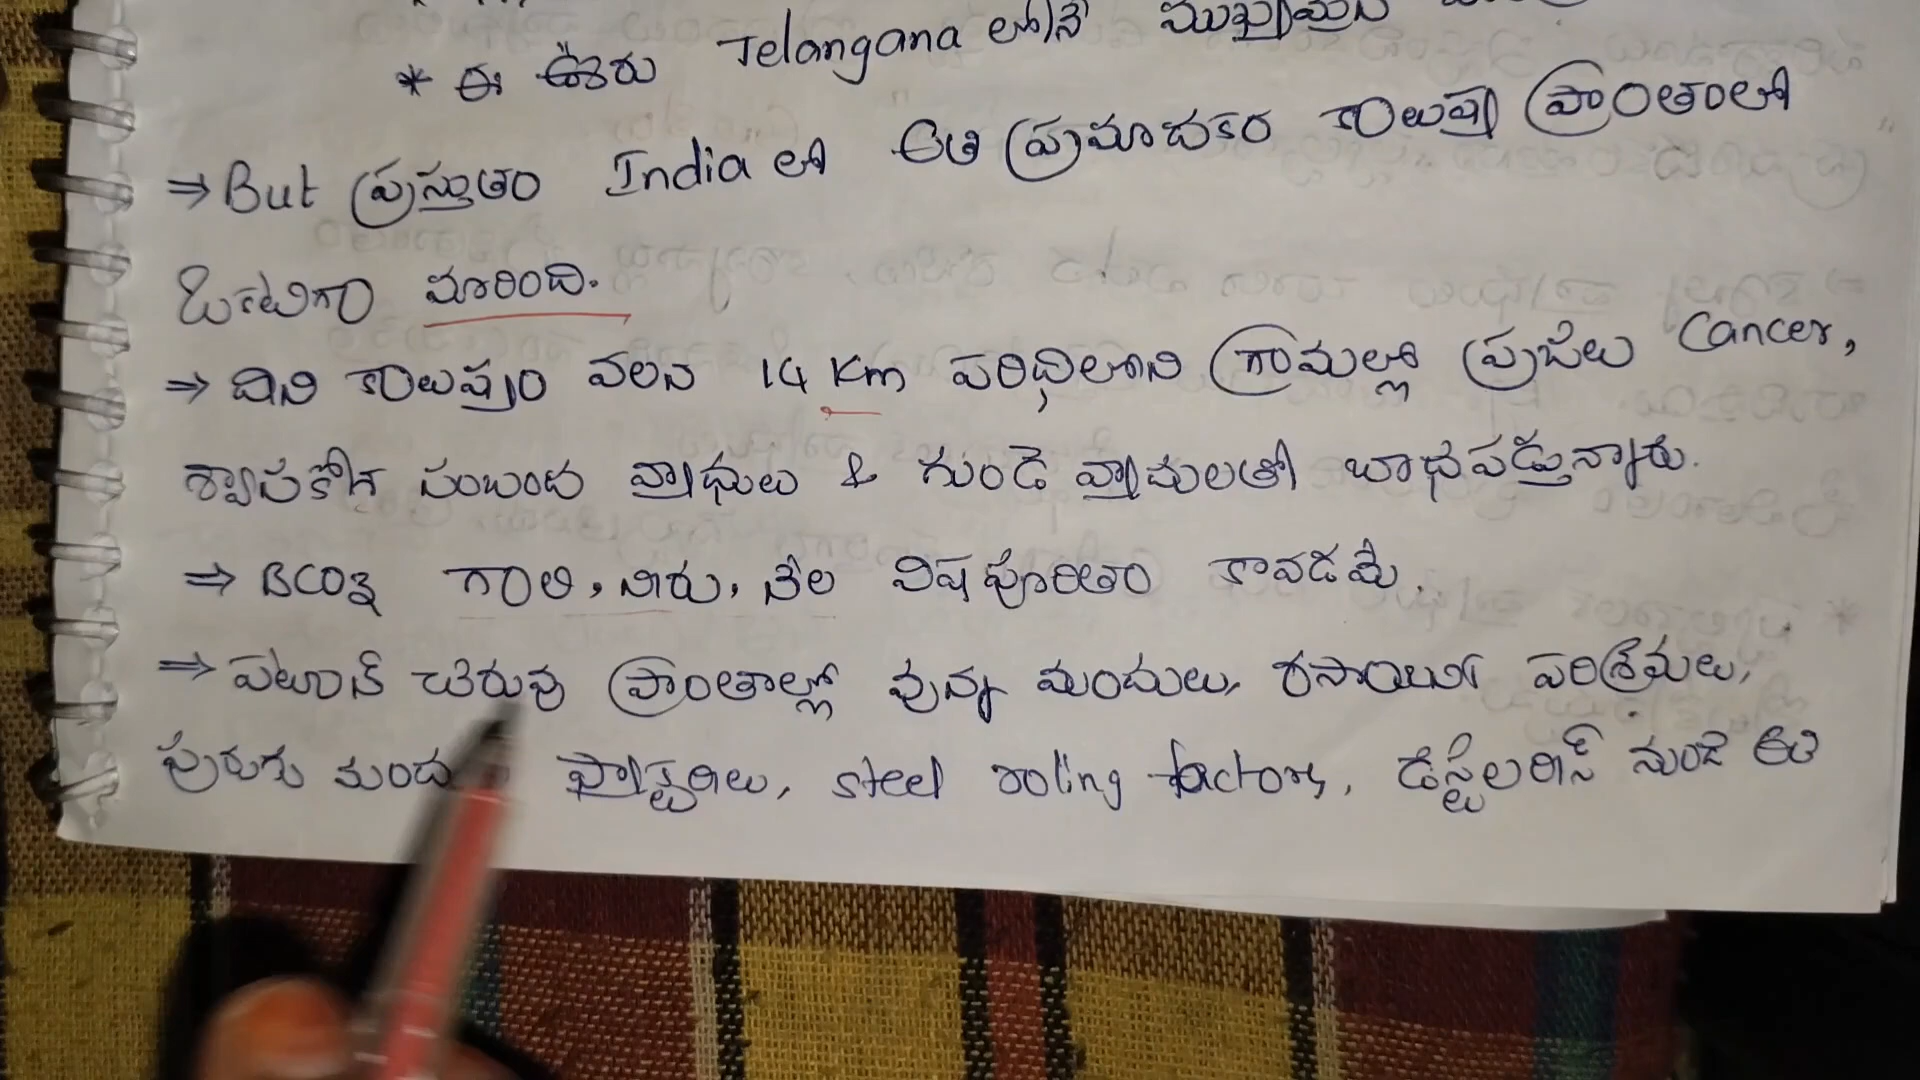 * ఈ ఊరు Telangana లోనే ముఖ్యమైన
⇒ But ప్రస్తుతం India లో అతి ప్రమాదకర కాలుష్య ప్రాంతంలో
ఒకటిగా మారింది.
⇒ దీని కాలుష్యం వలన 14 Km పరిధిలోని గ్రామల్లో ప్రజలు Cancer,
శ్వాసకోశ సంబంద వ్యాధులు & గుండె వ్యాదులతో బాధపడ్తున్నారు.
⇒ BCOZ గాలి, నీరు, నేల విషపూరితం కావడమే.
⇒ పటాన్ చెరువు ప్రాంతాల్లో వున్న మందులు, రసాయన పరిశ్రమలు,
పురుగు మంద ఫ్యాక్టరీలు, steel roling factory, డిస్టిలరీస్ నుండి అతి